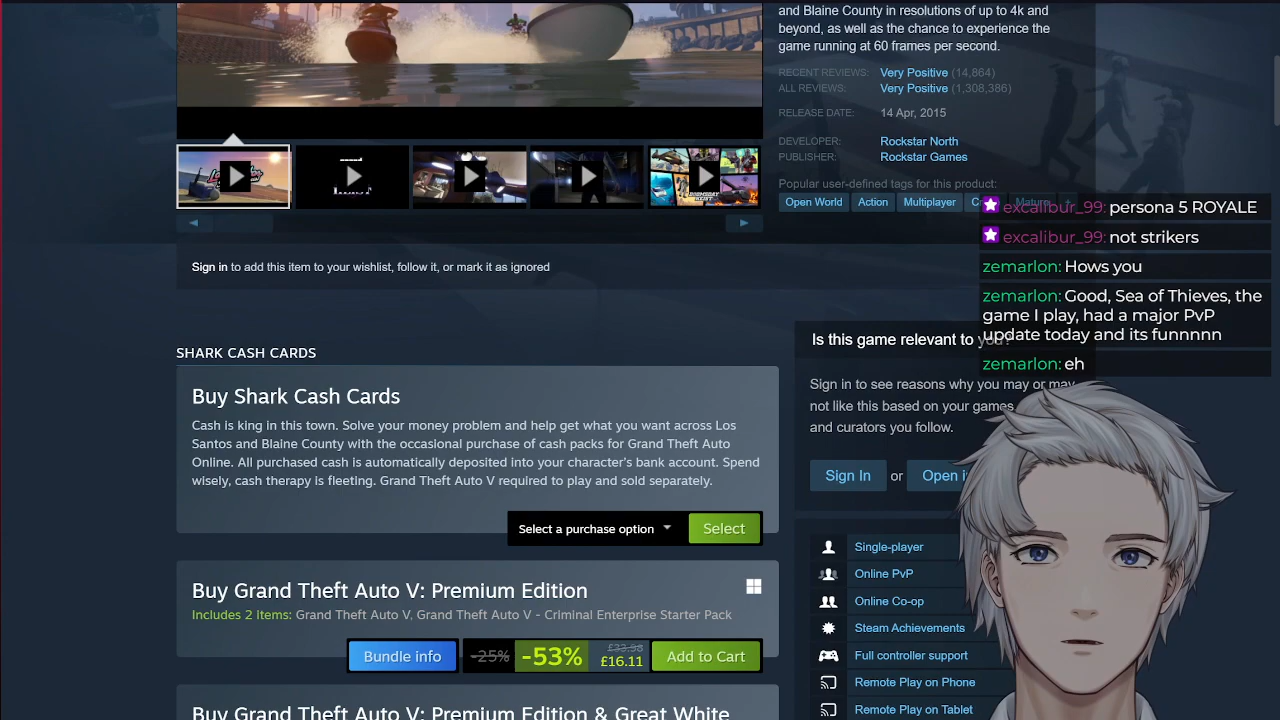 and Blaine County in resolutions of up to 4k and
beyond, as well as the chance to experience the
game running at 60 frames per second.
RECENT REVIEWS: Very Positive (14,864)
ALL REVIEWS: Very Positive (1,308,386)
RELEASE DATE: 14 Apr, 2015
DEVELOPER: Rockstar North
PUBLISHER: Rockstar Games
Popular user-defined tags for this product:
Open World Action Multiplayer
excalibur_99: persona 5 ROYALE
excalibur_99: not strikers
zemarlon: Hows you
zemarlon: Good, Sea of Thieves, the
game I play, had a major PvP
update today and its funnnnn
zemarlon: eh
Sign in to add this item to your wishlist, follow it, or mark it as ignored
SHARK CASH CARDS
Buy Shark Cash Cards
Cash is king in this town. Solve your money problem and help get what you want across Los
Santos and Blaine County with the occasional purchase of cash packs for Grand Theft Auto
Online. All purchased cash is automatically deposited into your character's bank account. Spend
wisely, cash therapy is fleeting. Grand Theft Auto V required to play and sold separately.
Select a purchase option Select
Buy Grand Theft Auto V: Premium Edition
Includes 2 Items: Grand Theft Auto V, Grand Theft Auto V - Criminal Enterprise Starter Pack
Bundle info -25% -53% £33.98 £16.11 Add to Cart
Buy Grand Theft Auto V: Premium Edition & Great White
Is this game relevant to you?
Sign in to see reasons why you may or may
not like this based on your games,
and curators you follow.
Sign In or Open i
Single-player
Online PvP
Online Co-op
Steam Achievements
Full controller support
Remote Play on Phone
Remote Play on Tablet